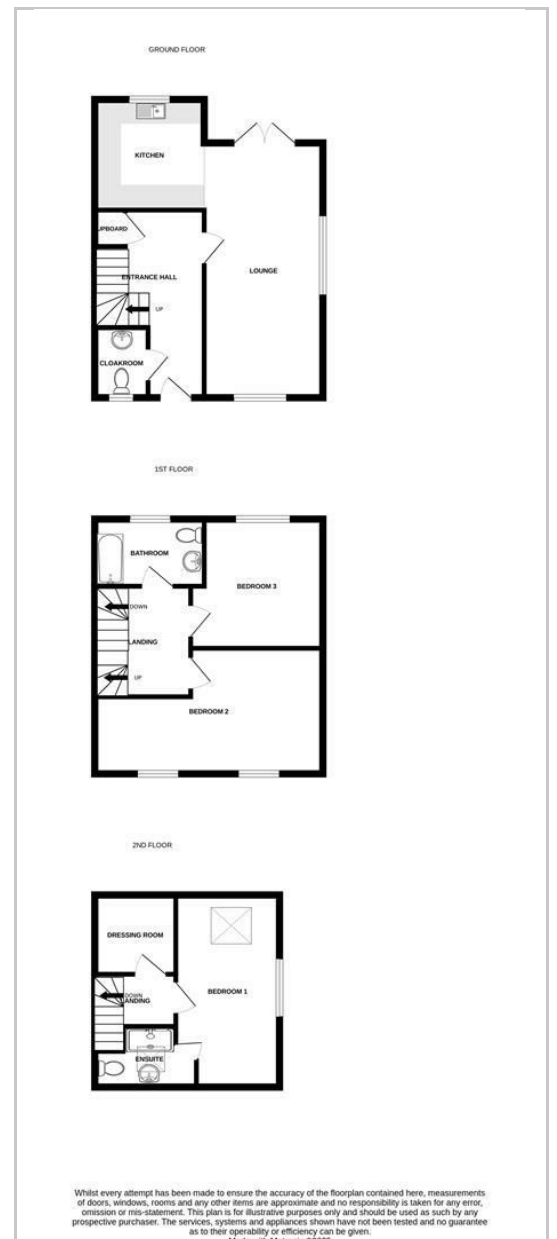 GROUND FLOOR
KITCHEN
UPBOARD
ENTRANCE HALL
LOUNGE
UP
CLOAKROOM
1ST FLOOR
BATHROOM
BEDROOM 3
DOWN
LANDING
UP
BEDROOM 2
2ND FLOOR
DRESSING ROOM
BEDROOM 1
DOWN
ANDING
ENSUITE
Whilst every attempt has been made to ensure the accuracy of the floorplan contained here, measurements
of doors, windows, rooms and any other items are approximate and no responsibility is taken for any error,
omission or mis-statement. This plan is for illustrative purposes only and should be used as such by any
prospective purchaser. The services, systems and appliances shown have not been tested and no guarantee
as to their operability or efficiency can be given.